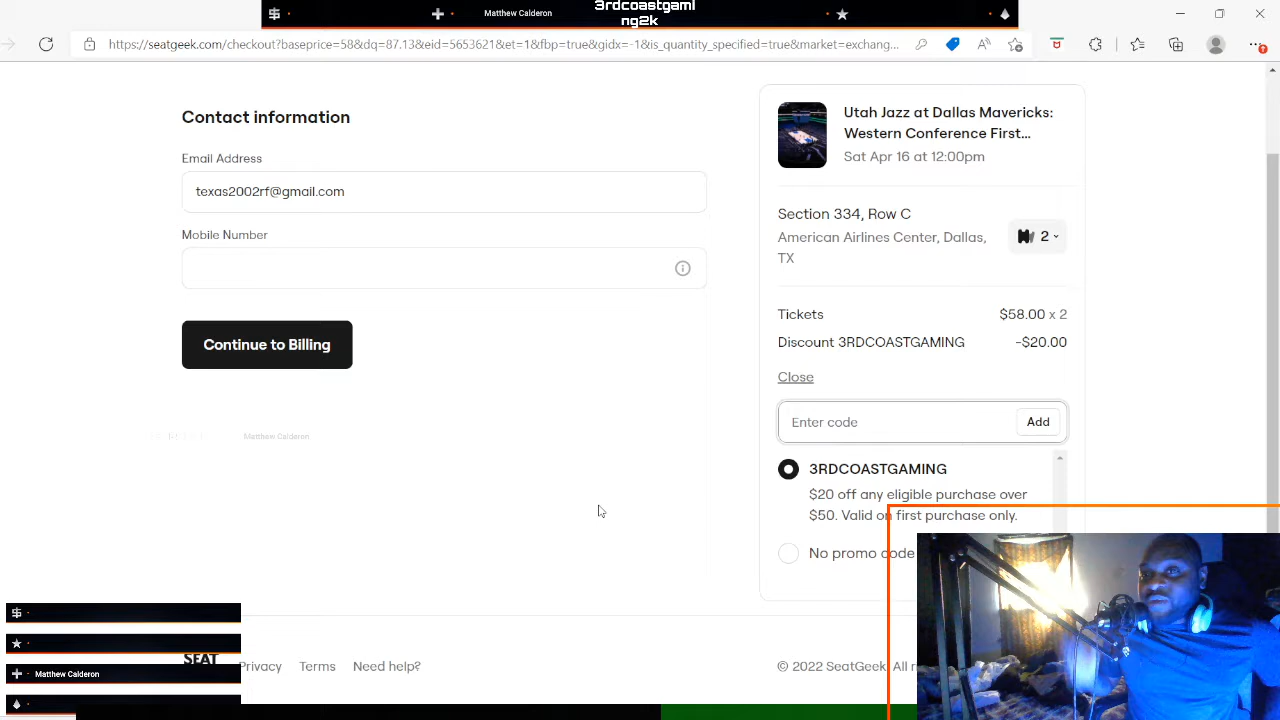 Matthew Calderon
3rdcoastgami
ng2k
https://seatgeek.com/checkout?baseprice=58&dq=87.13&eid=5653621&et=1&fbp=true&gidx=-1&is_quantity_specified=true&market=exchang...
Contact information
Email Address
texas2002rf@gmail.com
Mobile Number
Continue to Billing
Matthew Calderon
Utah Jazz at Dallas Mavericks:
Western Conference First...
Sat Apr 16 at 12:00pm
Section 334, Row C
American Airlines Center, Dallas,
TX
2
Tickets $58.00 x 2
Discount 3RDCOASTGAMING -$20.00
Close
Enter code Add
3RDCOASTGAMING
$20 off any eligible purchase over
$50. Valid on first purchase only.
No promo code
Matthew Calderon
SEAT
Privacy Terms Need help?
© 2022 SeatGeek. All